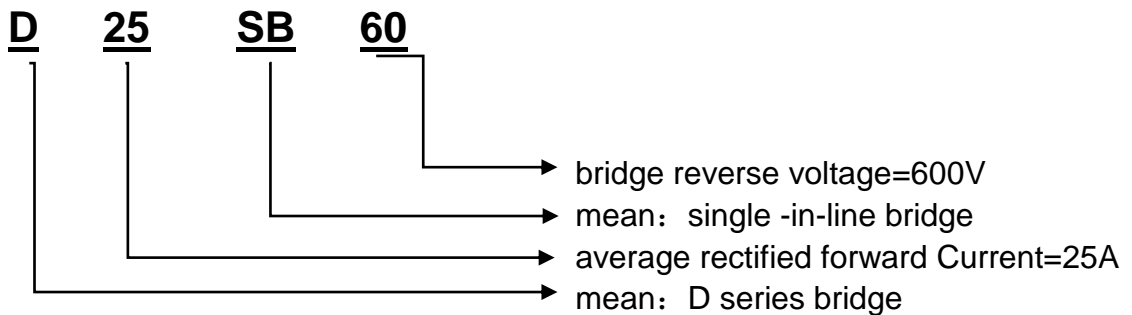 D 25 SB 60
bridge reverse voltage=600V
mean：single -in-line bridge
average rectified forward Current=25A
mean：D series bridge